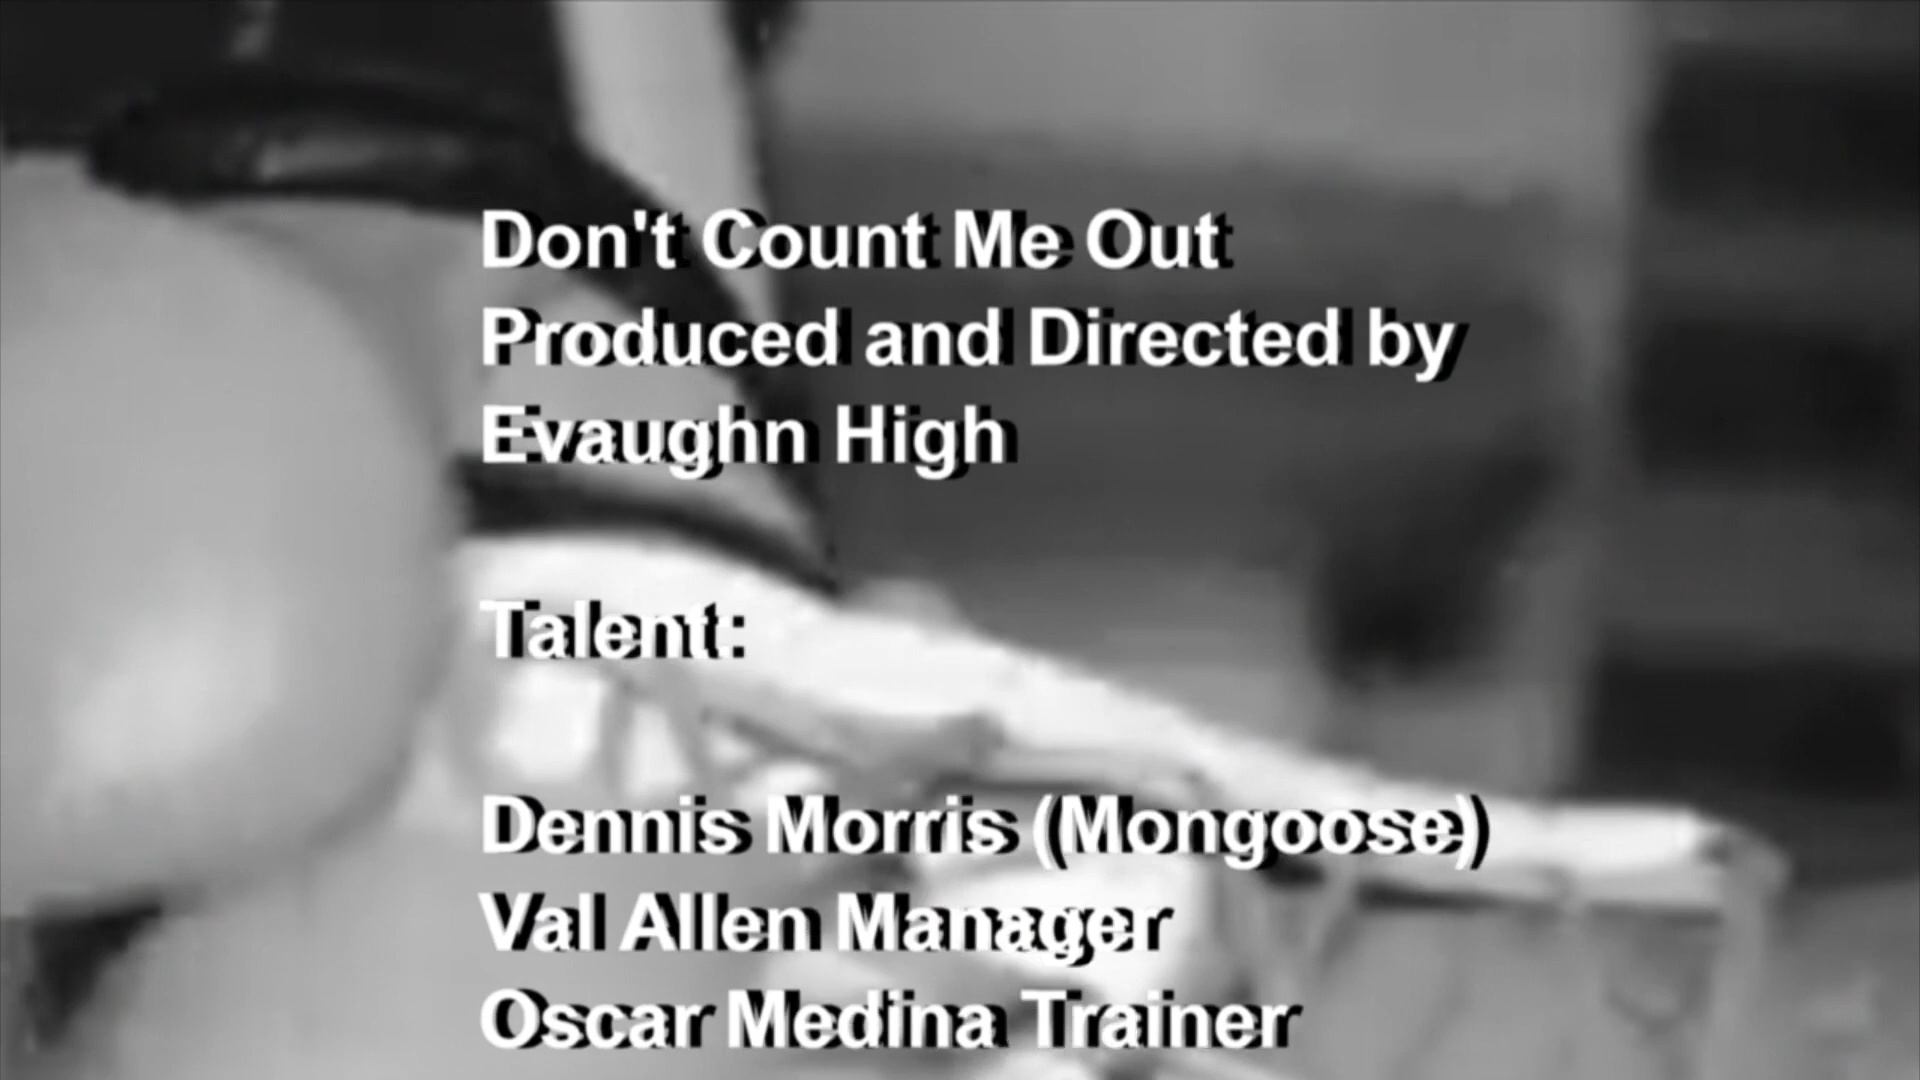 Don't Count Me Out
Produced and Directed by
Evaughn High
Talent:
Dennis Morris (Mongoose)
Val Allen Manager
Oscar Medina Trainer